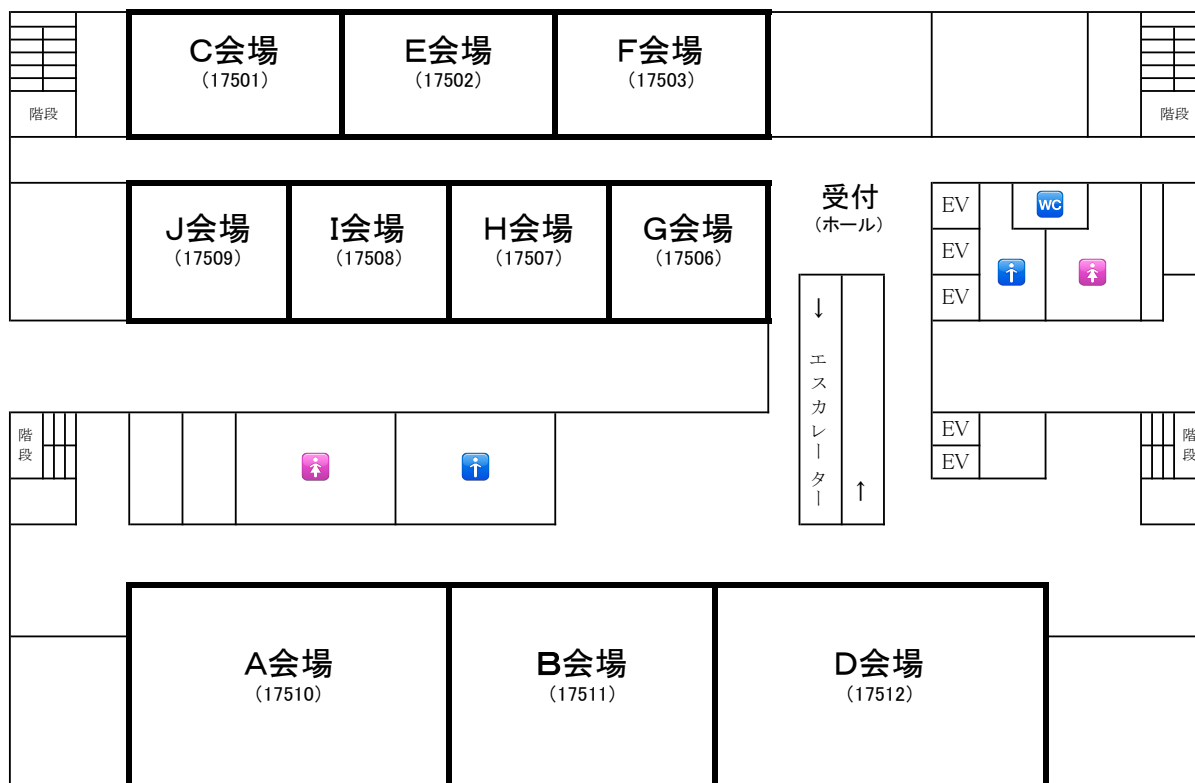 C会場
(17501)
E会場
(17502)
F会場
(17503)
階段
階段
J会場
(17509)
I会場
(17508)
H会場
(17507)
G会場
(17506)
受付
(ホール)
EV
EV
EV
WC
↓エスカレーター
↑
階段
EV
EV
階段
A会場
(17510)
B会場
(17511)
D会場
(17512)